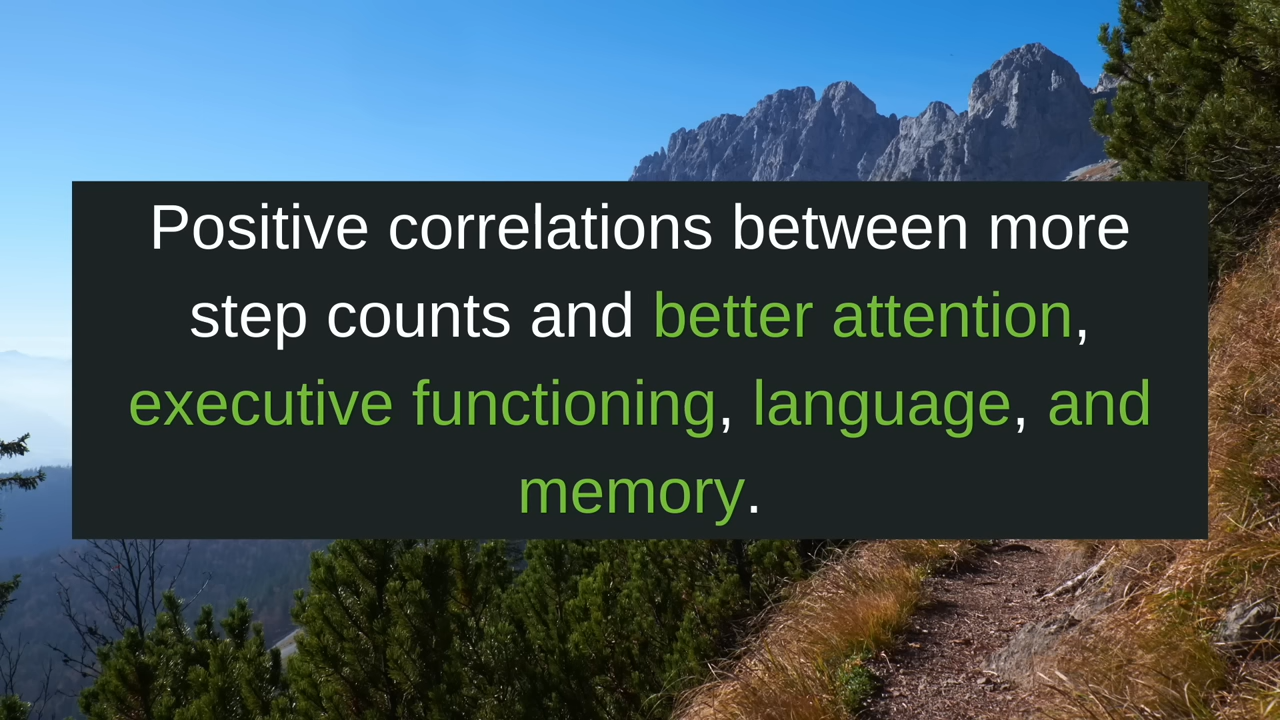 Positive correlations between more
step counts and better attention,
executive functioning, language, and
memory.